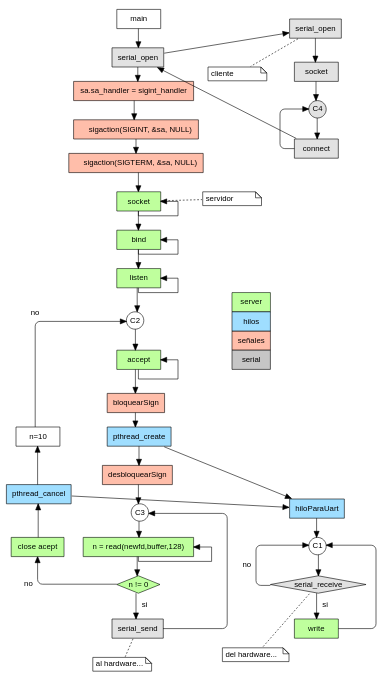 main
serial_open
serial_open
cliente
socket
sa.sa_handler = sigint_handler
C4
sigaction(SIGINT, &sa, NULL)
connect
sigaction(SIGTERM, &sa, NULL)
socket
servidor
bind
listen
server
hilos
señales
serial
no
C2
accept
bloquearSign
n=10
pthread_create
desbloquearSign
pthread_cancel
hiloParaUart
C3
close acept
n = read(newfd,buffer,128)
C1
no
no
n != 0
serial_receive
si
si
serial_send
write
al hardware...
del hardware...